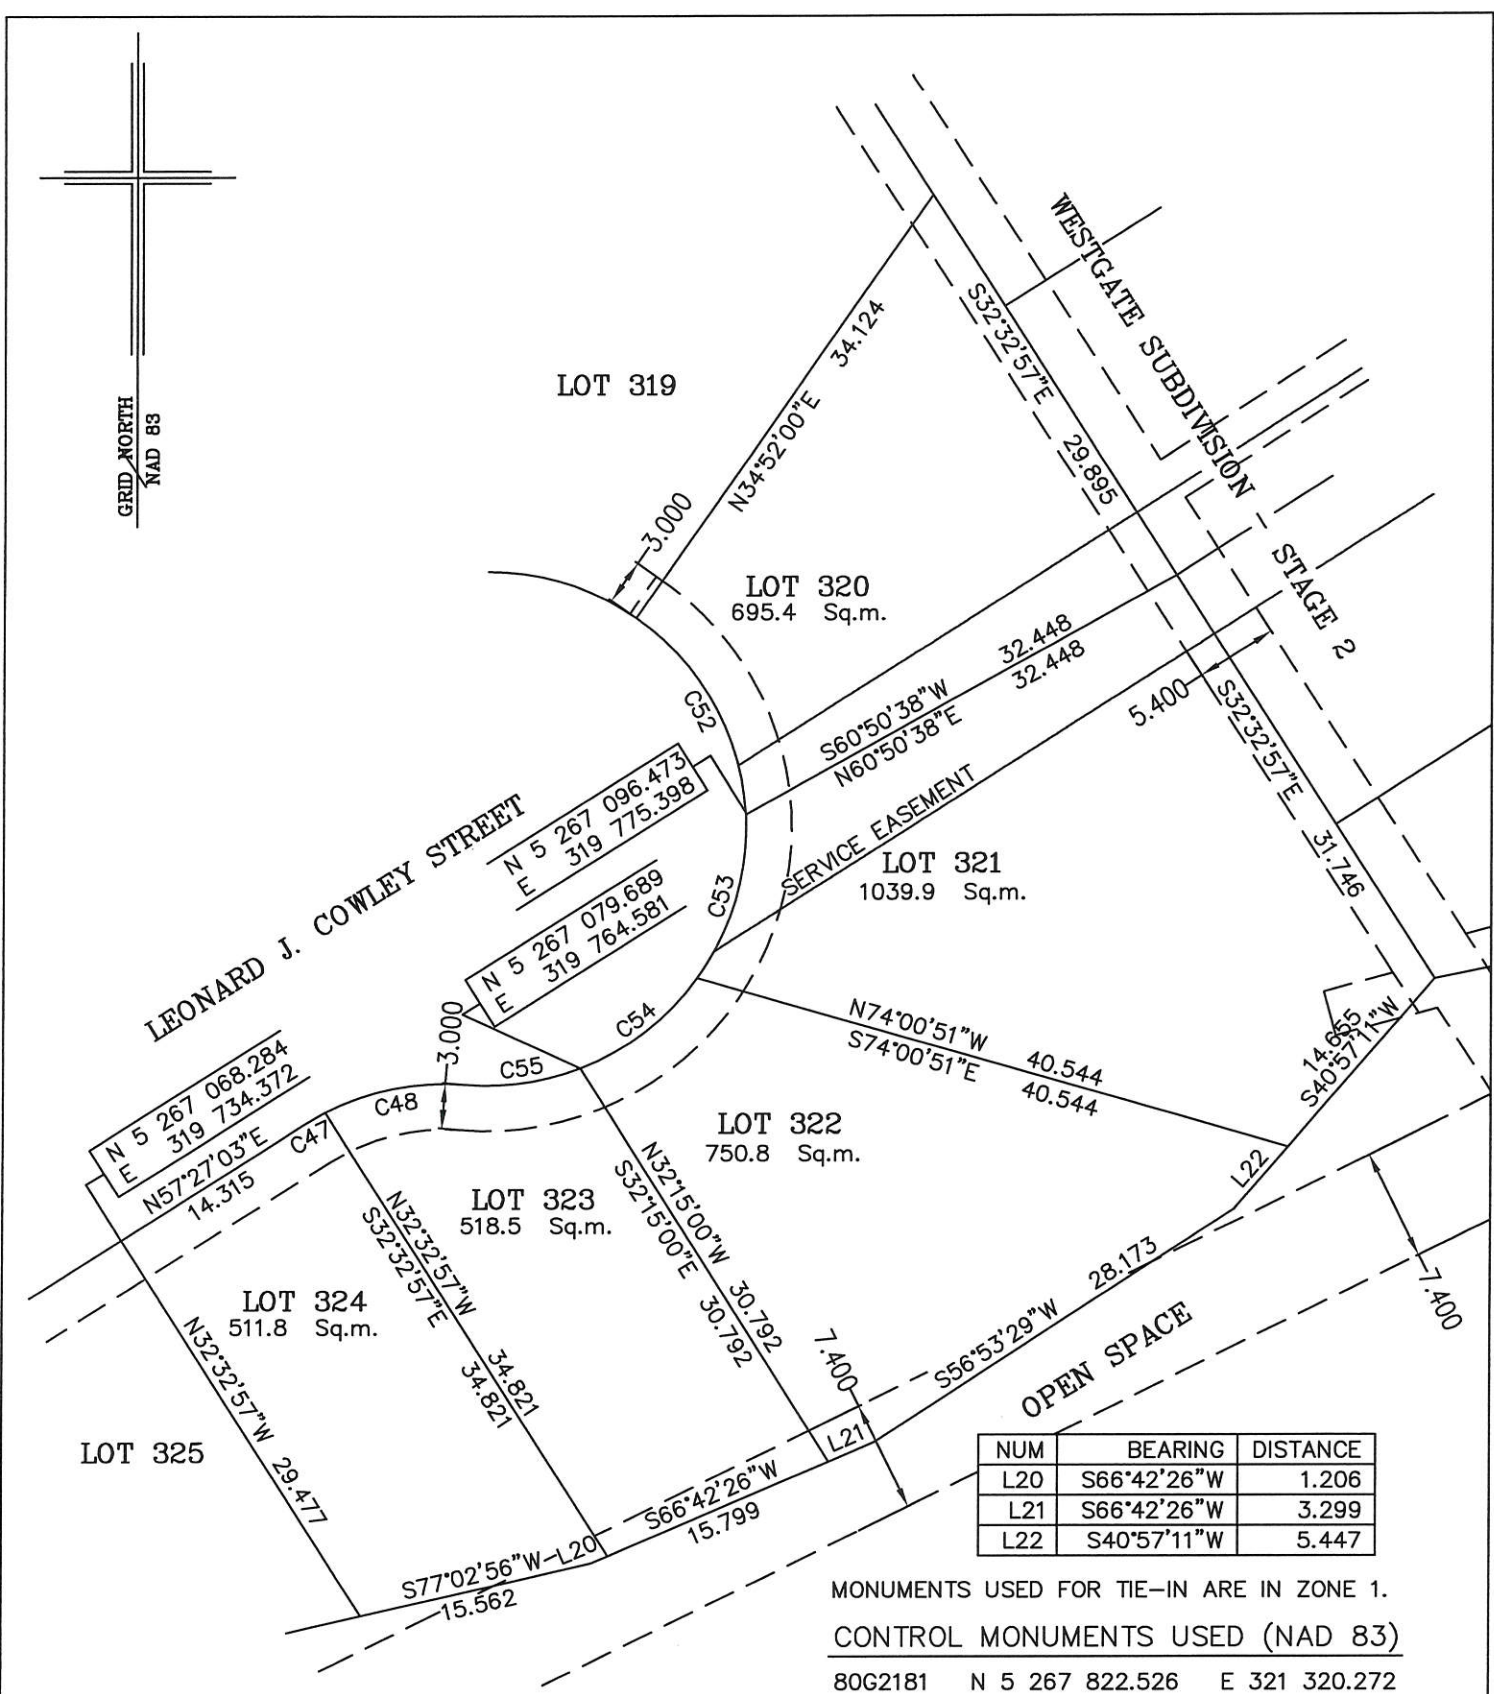 GRID NORTH
NAD 83
WESTGATE SUBDIVISION – STAGE 2
LOT 319
N34°52'00"E 34.124
S32°32'57"E 29.895
3.000
LOT 320
695.4 Sq.m.
C52
S60°50'38"W 32.448
N60°50'38"E 32.448
5.400
S32°32'57"E 31.746
LEONARD J. COWLEY STREET
N 5 267 096.473
E 319 775.398
SERVICE EASEMENT
LOT 321
1039.9 Sq.m.
C53
N 5 267 079.689
E 319 764.581
C54
3.000
C55
N74°00'51"W 40.544
S74°00'51"E 40.544
14.655
S40°57'11"W
N 5 267 068.284
E 319 734.372
C48
C47
N57°27'03"E
14.315
LOT 322
750.8 Sq.m.
L22
LOT 323
518.5 Sq.m.
N32°15'00"W 30.792
S32°15'00"E 30.792
N32°32'57"W 34.821
S32°32'57"E 34.821
LOT 324
511.8 Sq.m.
N32°32'57"W 29.477
LOT 325
7.400
S56°53'29"W 28.173
7.400
OPEN SPACE
L21
S66°42'26"W
15.799
S77°02'56"W–L20
15.562
NUM BEARING DISTANCE
L20 S66°42'26"W 1.206
L21 S66°42'26"W 3.299
L22 S40°57'11"W 5.447
MONUMENTS USED FOR TIE–IN ARE IN ZONE 1.
CONTROL MONUMENTS USED (NAD 83)
80G2181 N 5 267 822.526 E 321 320.272